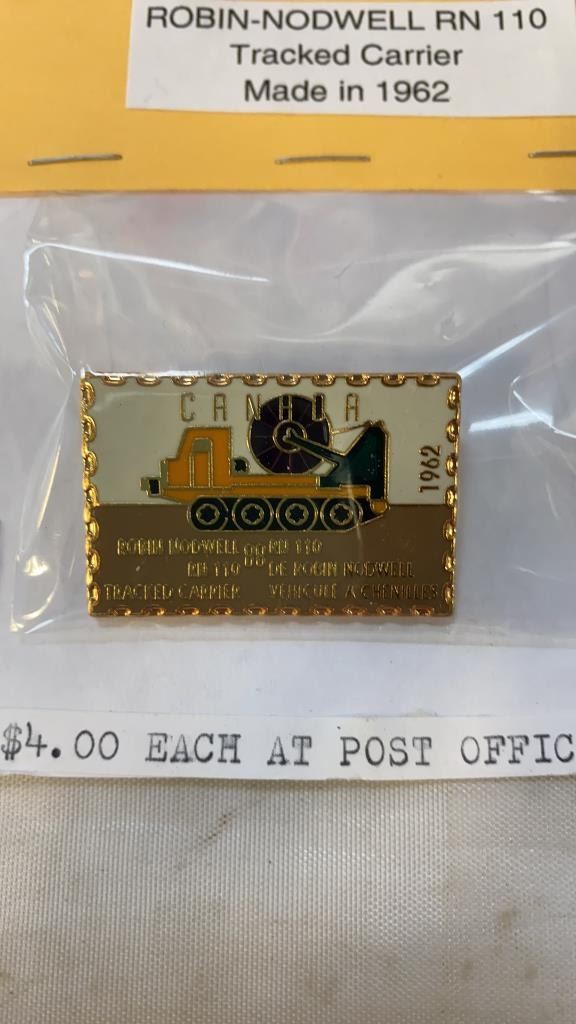 ROBIN-NODWELL RN 110
Tracked Carrier
Made in 1962
CANADA
1962
ROBIN NODWELL 88 RN 110
RN 110 DE ROBIN NODWELL
TRACKED CARRIER VEHICULE A CHENILLES
$4.00 EACH AT POST OFFIC